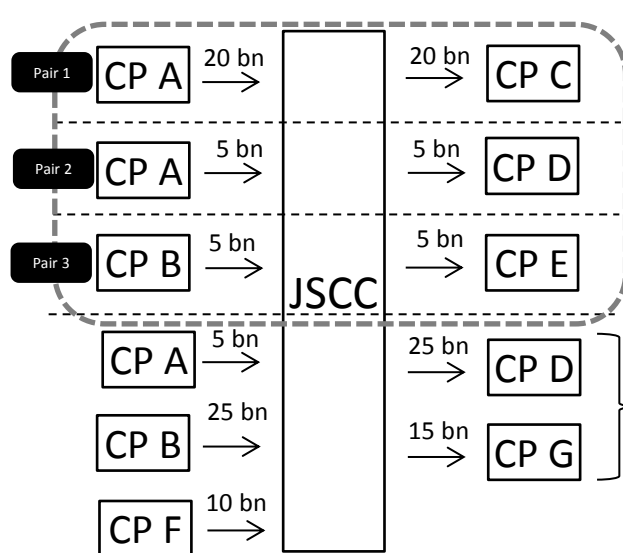 20 bn 20 bn
Pair 1 CP A CP C
5 bn 5 bn
Pair 2 CP A CP D
5 bn 5 bn
Pair 3 CP B CP E
JSCC
5 bn 25 bn
CP A CP D
25 bn 15 bn
CP B CP G
10 bn
CP F